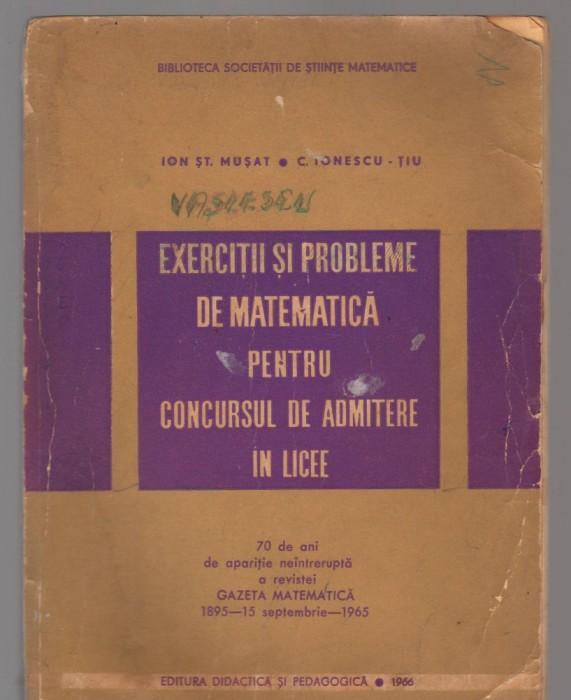 BIBLIOTECA SOCIETĂȚII DE ȘTIINȚE MATEMATICE
ION ȘT. MUȘAT ● C. IONESCU - ȚIU
EXERCIȚII ȘI PROBLEME
DE MATEMATICĂ
PENTRU
CONCURSUL DE ADMITERE
IN LICEE
70 de ani
de apariție neîntreruptă
a revistei
GAZETA MATEMATICĂ
1895—15 septembrie—1965
EDITURA DIDACTICĂ ȘI PEDAGOGICĂ ● 1966